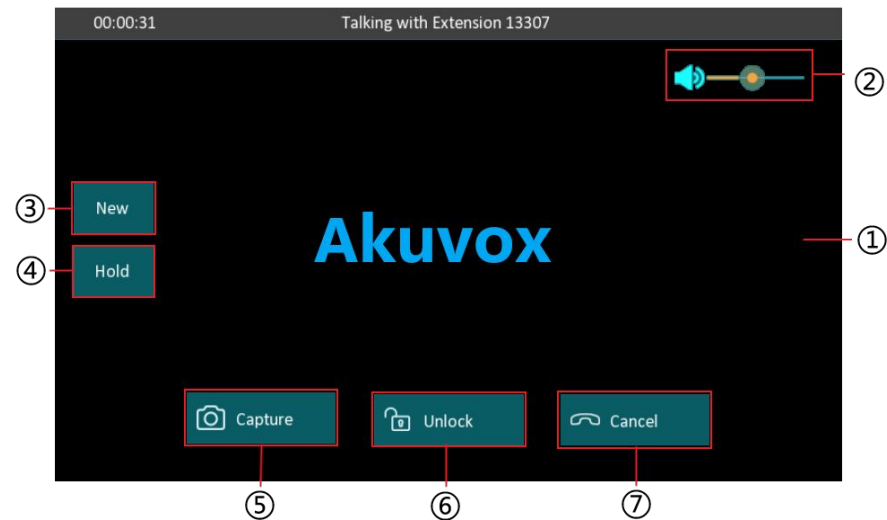 00:00:31 Talking with Extension 13307
②
③ New
Akuvox ①
④ Hold
Capture Unlock Cancel
⑤ ⑥ ⑦